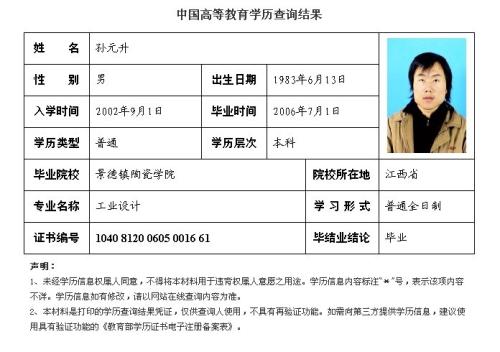 中国高等教育学历查询结果
姓 名 孙元升
性 别 男 出生日期 1983年6月13日
入学时间 2002年9月1日 毕业时间 2006年7月1日
学历类型 普通 学历层次 本科
毕业院校 景德镇陶瓷学院 院校所在地 江西省
专业名称 工业设计 学习形式 普通全日制
证书编号 1040 8120 0605 0016 61 毕结业结论 毕业
声明：
1、未经学历信息权属人同意，不得将本材料用于违背权属人意愿之用途。学历信息内容标注“*”号，表示该项内容
不详。学历信息如有修改，请以网站在线查询内容为准。
2、本材料是打印的学历查询结果凭证，仅供查询人使用，不具有再验证功能。如需向第三方提供学历信息，建议使
用具有验证功能的《教育部学历证书电子注册备案表》。